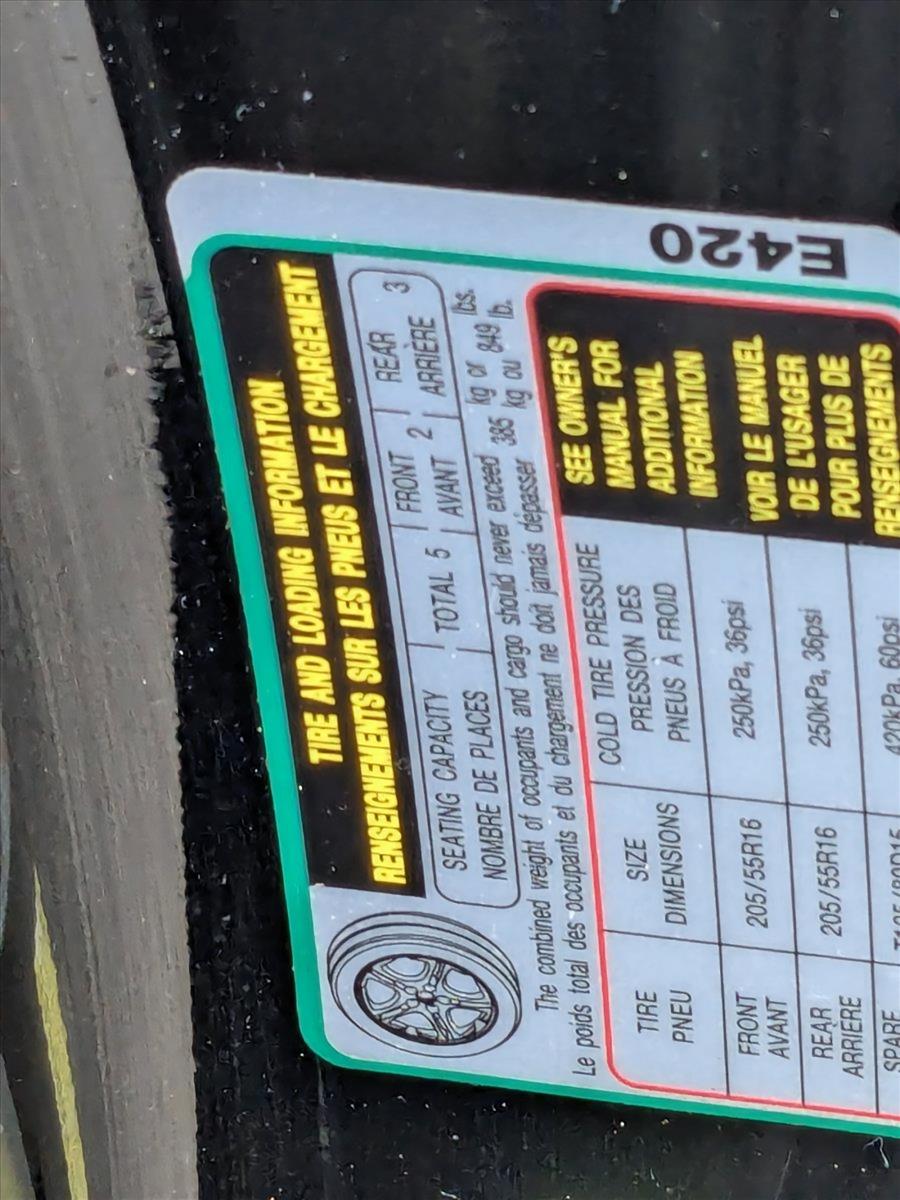 TIRE AND LOADING INFORMATION
RENSEIGNEMENTS SUR LES PNEUS ET LE CHARGEMENT
SEATING CAPACITY TOTAL 5 FRONT 2 REAR 3
NOMBRE DE PLACES AVANT ARRIÈRE
The combined weight of occupants and cargo should never exceed 385 kg or 849 lbs.
Le poids total des occupants et du chargement ne doit jamais dépasser kg ou lb.
TIRE SIZE COLD TIRE PRESSURE
PNEU DIMENSIONS PRESSION DES
PNEUS A FROID
FRONT 205/55R16 250kPa, 36psi
AVANT
REAR 205/55R16 250kPa, 36psi
ARRIÈRE
SPARE 420kPa, 60psi
SEE OWNER'S
MANUAL FOR
ADDITIONAL
INFORMATION
VOIR LE MANUEL
DE L'USAGER
POUR PLUS DE
RENSEIGNEMENTS
E420